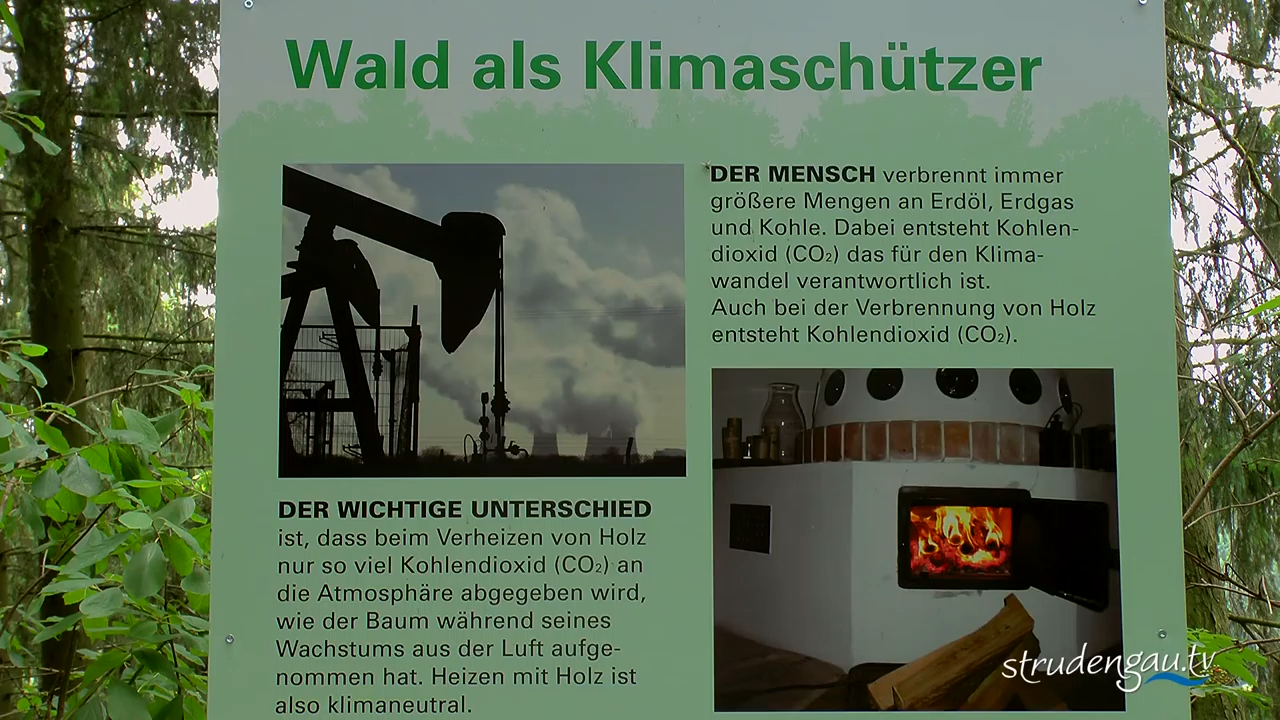 Wald als Klimaschützer
DER MENSCH verbrennt immer
größere Mengen an Erdöl, Erdgas
und Kohle. Dabei entsteht Kohlen-
dioxid (CO₂) das für den Klima-
wandel verantwortlich ist.
Auch bei der Verbrennung von Holz
entsteht Kohlendioxid (CO₂).
DER WICHTIGE UNTERSCHIED
ist, dass beim Verheizen von Holz
nur so viel Kohlendioxid (CO₂) an
die Atmosphäre abgegeben wird,
wie der Baum während seines
Wachstums aus der Luft aufge-
nommen hat. Heizen mit Holz ist
also klimaneutral.
strudengau.tv